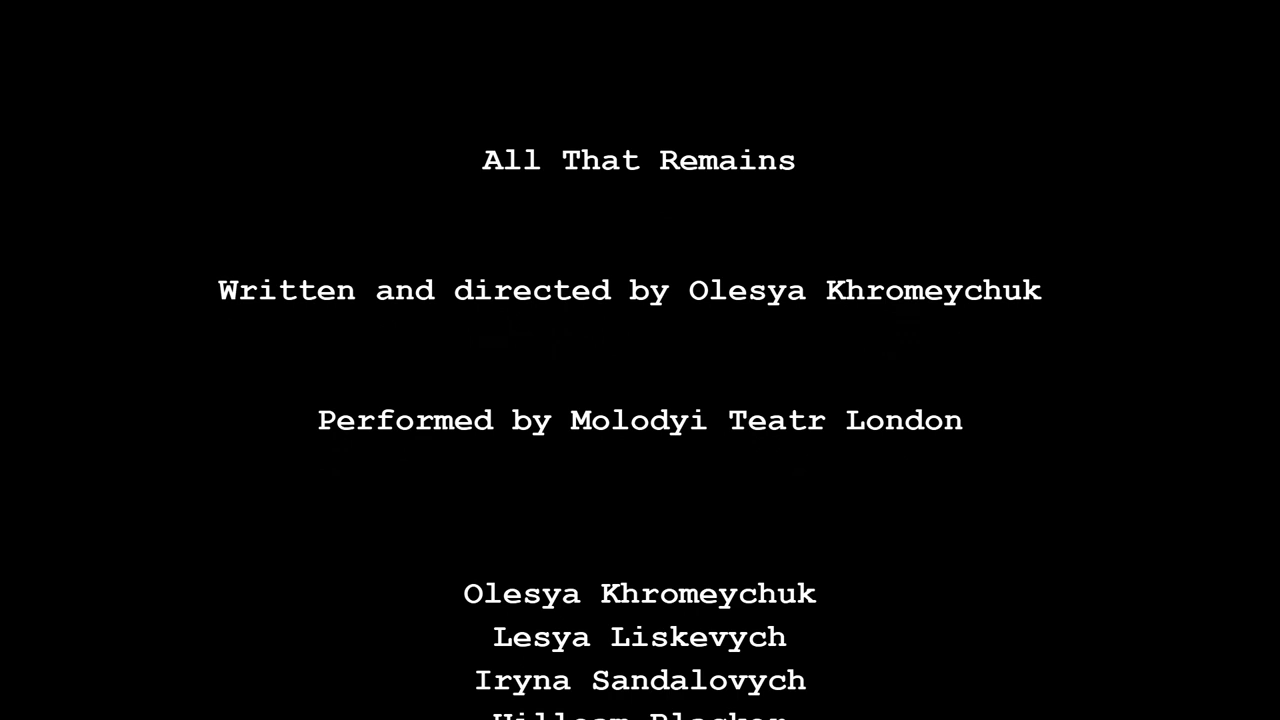 All That Remains
Written and directed by Olesya Khromeychuk
Performed by Molodyi Teatr London
Olesya Khromeychuk
Lesya Liskevych
Iryna Sandalovych